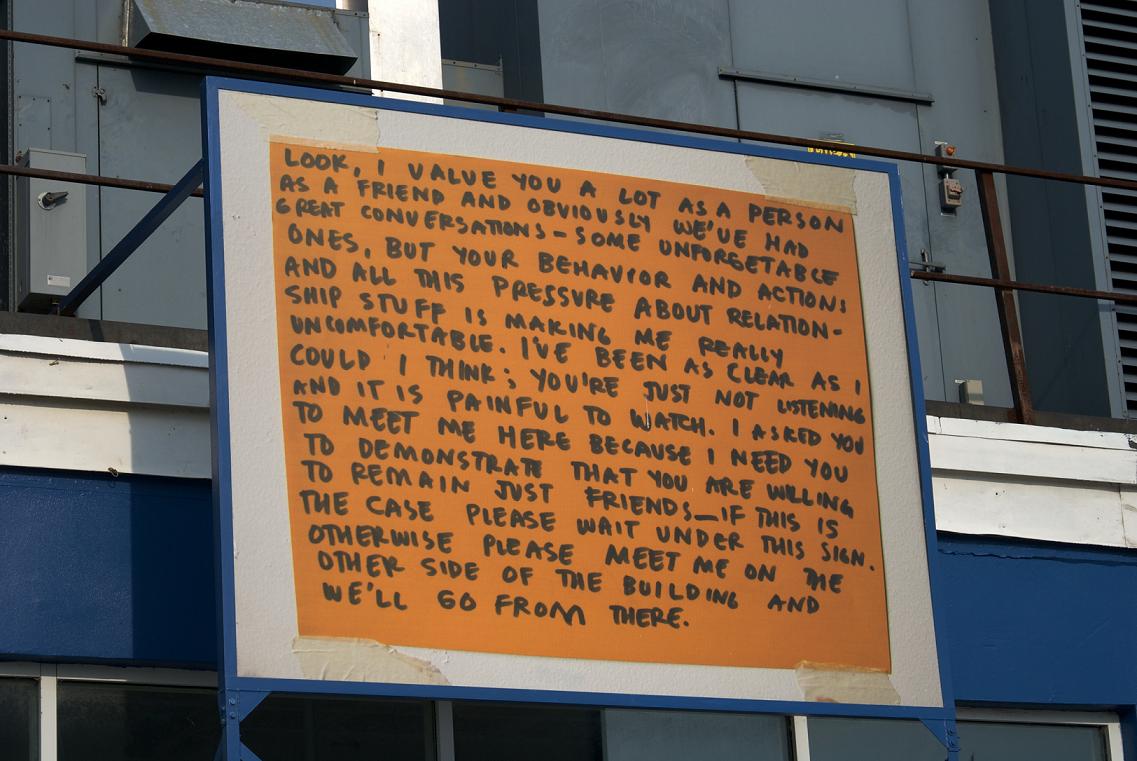 LOOK, I VALUE YOU A LOT AS A PERSON
AS A FRIEND AND OBVIOUSLY WE'VE HAD
GREAT CONVERSATIONS - SOME UNFORGETABLE
ONES, BUT YOUR BEHAVIOR AND ACTIONS
AND ALL THIS PRESSURE ABOUT RELATION-
SHIP STUFF IS MAKING ME REALLY
UNCOMFORTABLE. I'VE BEEN AS CLEAR AS I
COULD I THINK; YOU'RE JUST NOT LISTENING
AND IT IS PAINFUL TO WATCH. I ASKED YOU
TO MEET ME HERE BECAUSE I NEED YOU
TO DEMONSTRATE THAT YOU ARE WILLING
TO REMAIN JUST FRIENDS—IF THIS IS
THE CASE PLEASE WAIT UNDER THIS SIGN.
OTHERWISE PLEASE MEET ME ON THE
OTHER SIDE OF THE BUILDING AND
WE'LL GO FROM THERE.